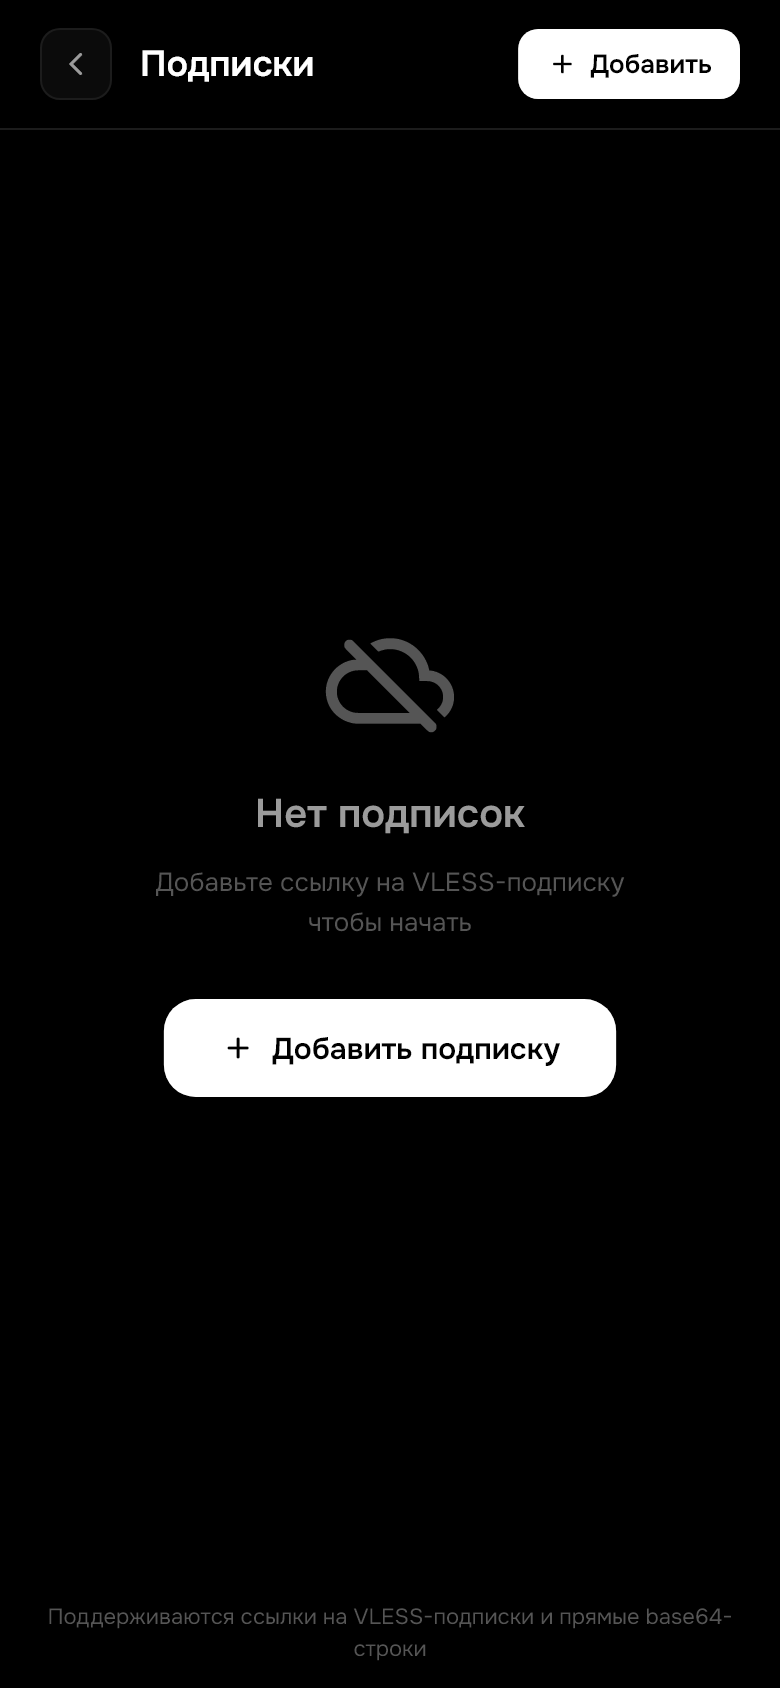 Подписки
+ Добавить
Нет подписок
Добавьте ссылку на VLESS-подписку
чтобы начать
+ Добавить подписку
Поддерживаются ссылки на VLESS-подписки и прямые base64-
строки